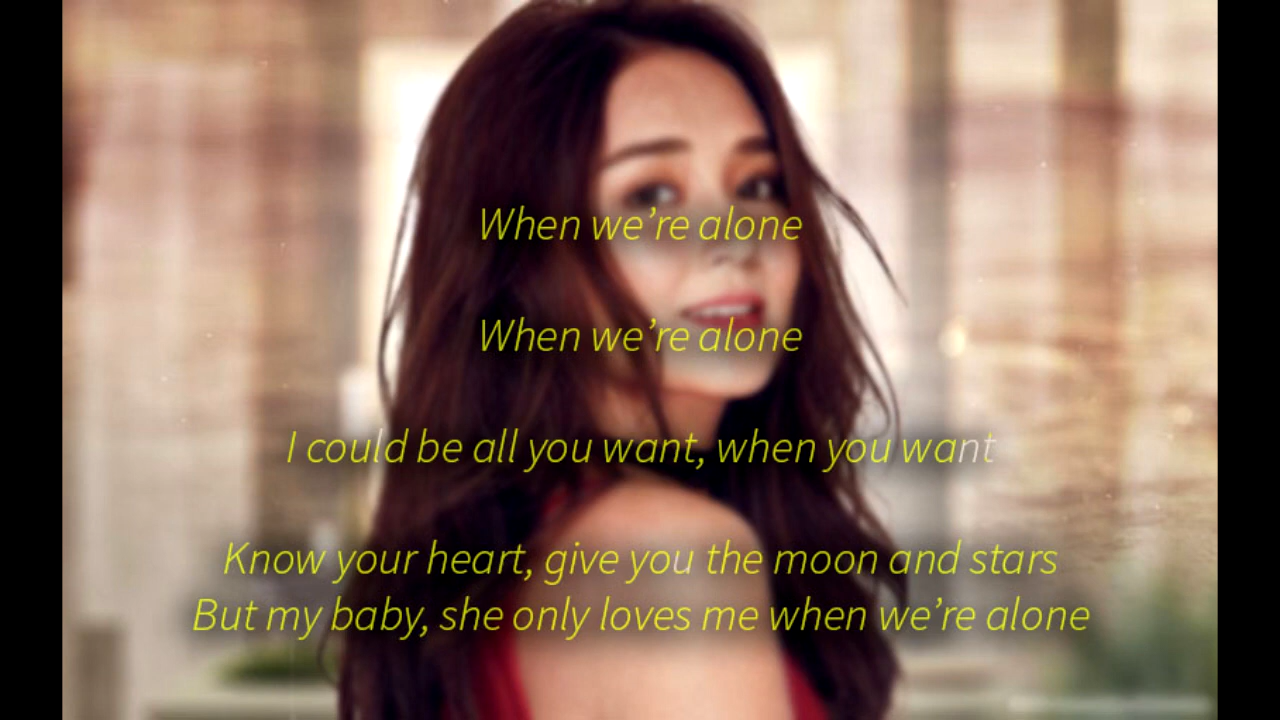 When we’re alone
When we’re alone
I could be all you want, when you want
Know your heart, give you the moon and stars
But my baby, she only loves me when we’re alone